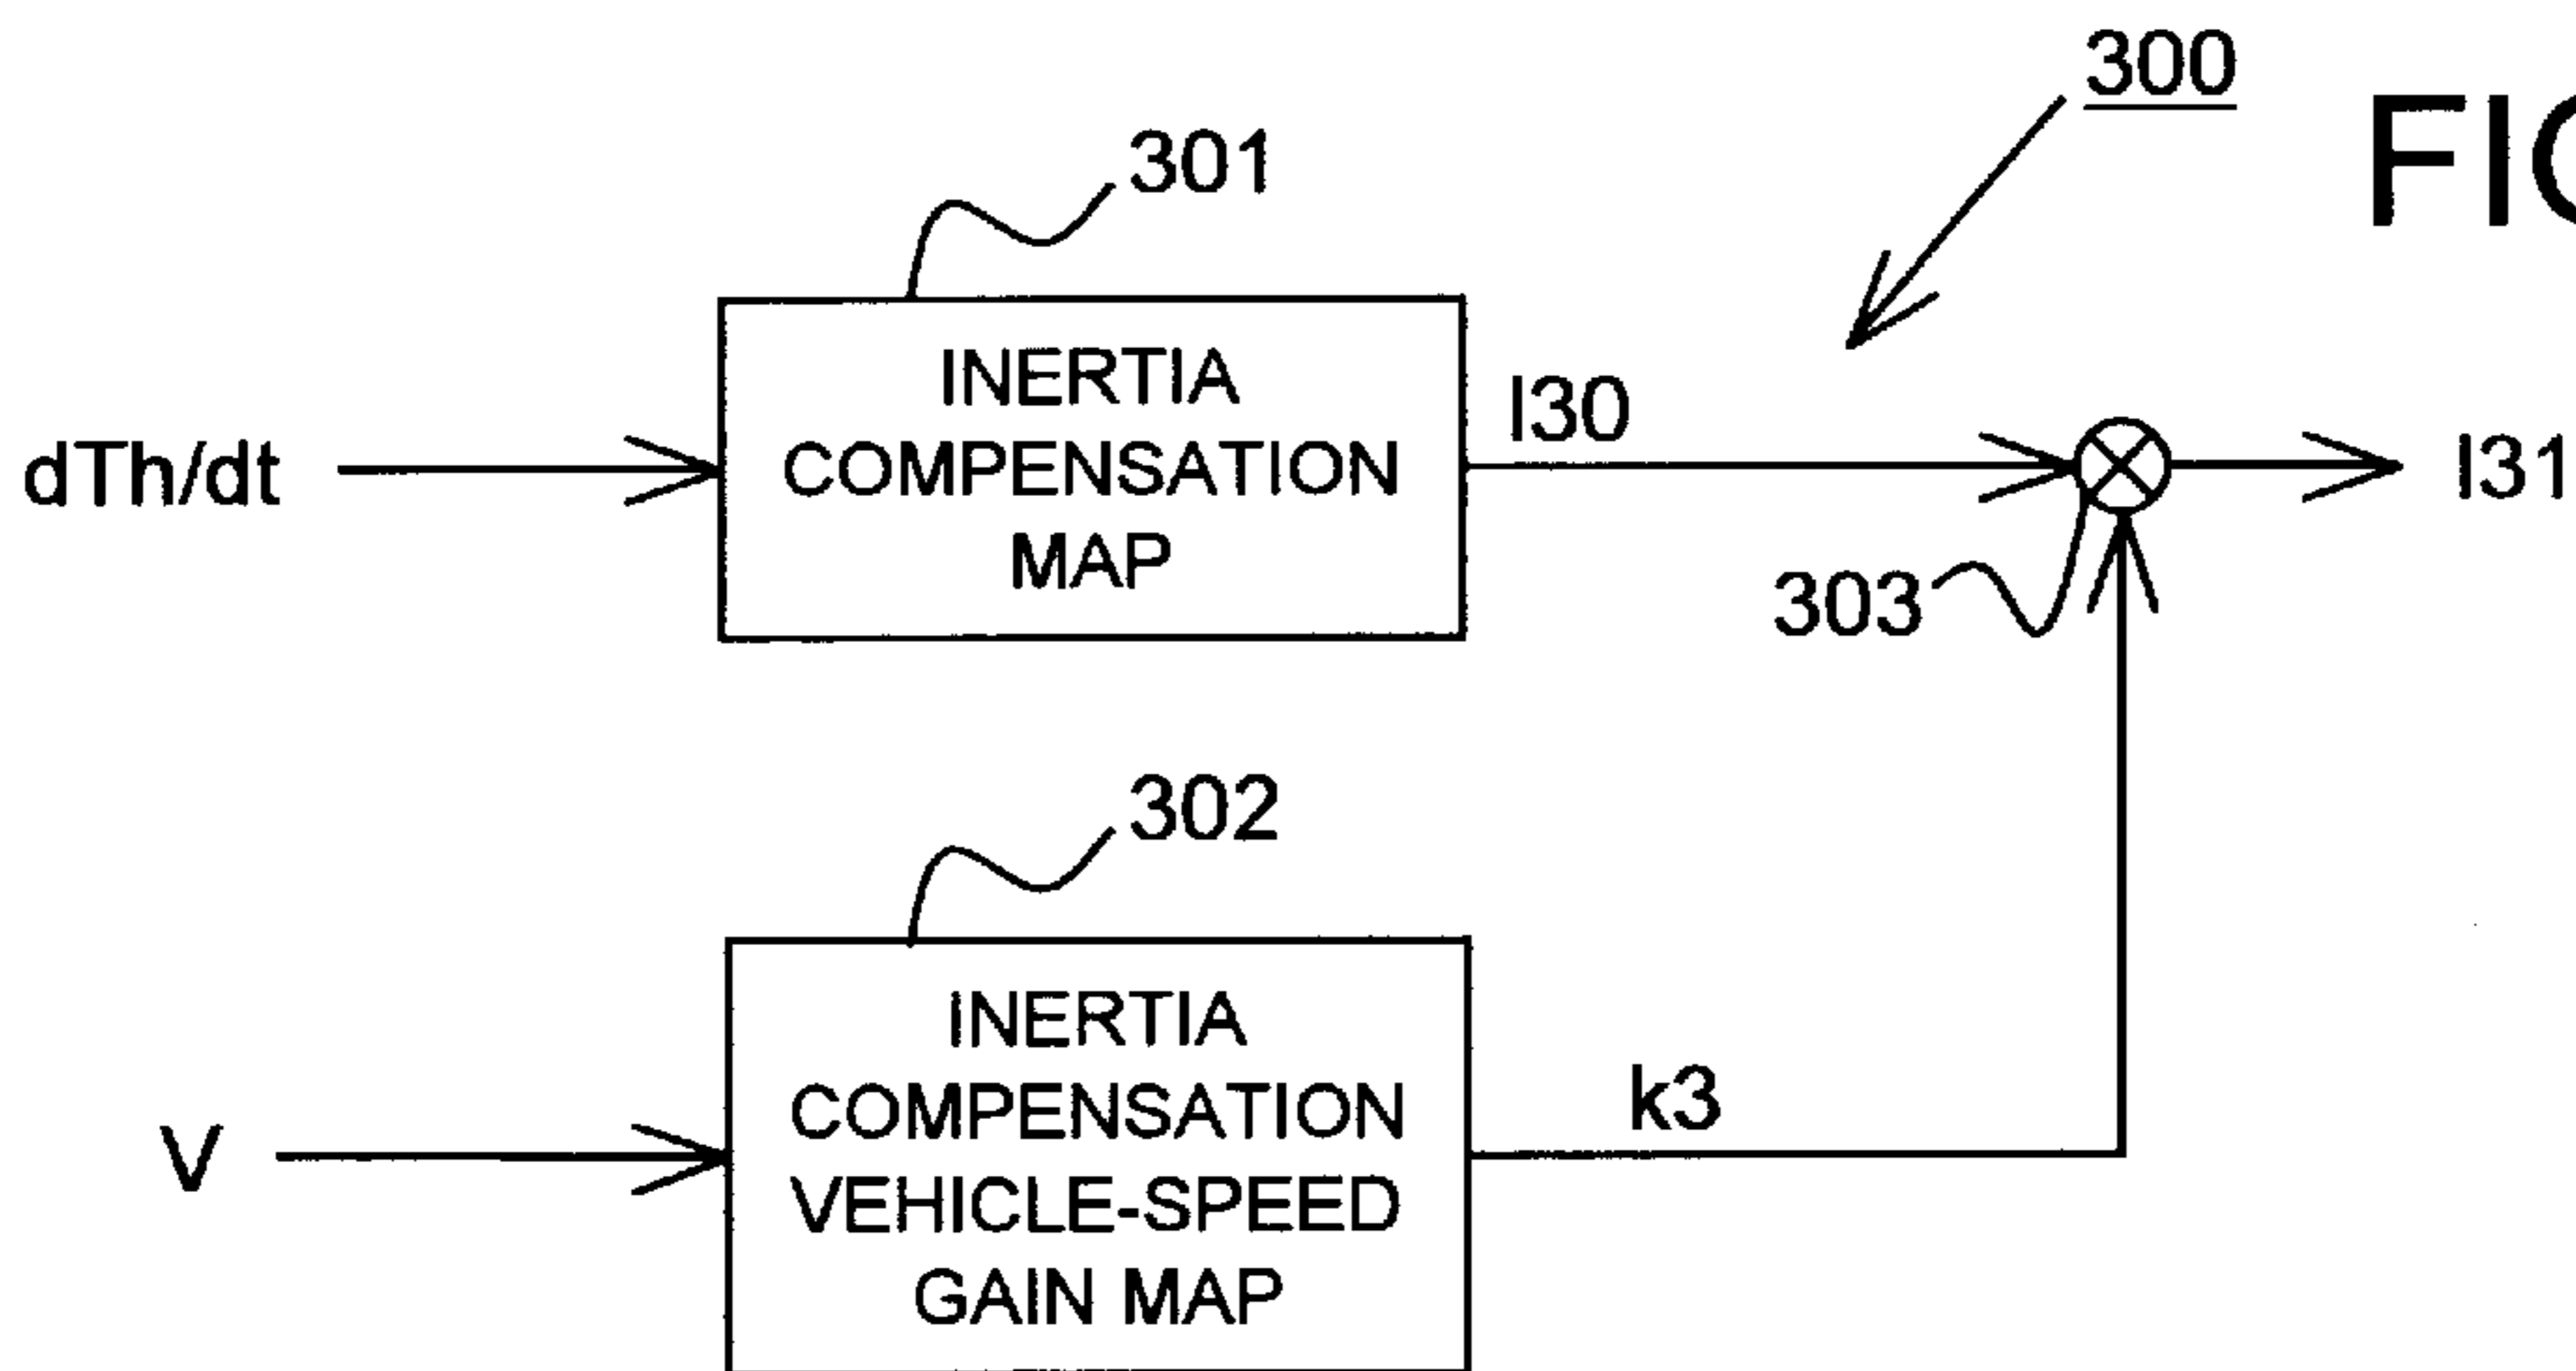 300
FIG
301
INERTIA
COMPENSATION
MAP
dTh/dt
I30
I31
303
302
INERTIA
COMPENSATION
VEHICLE-SPEED
GAIN MAP
V
k3